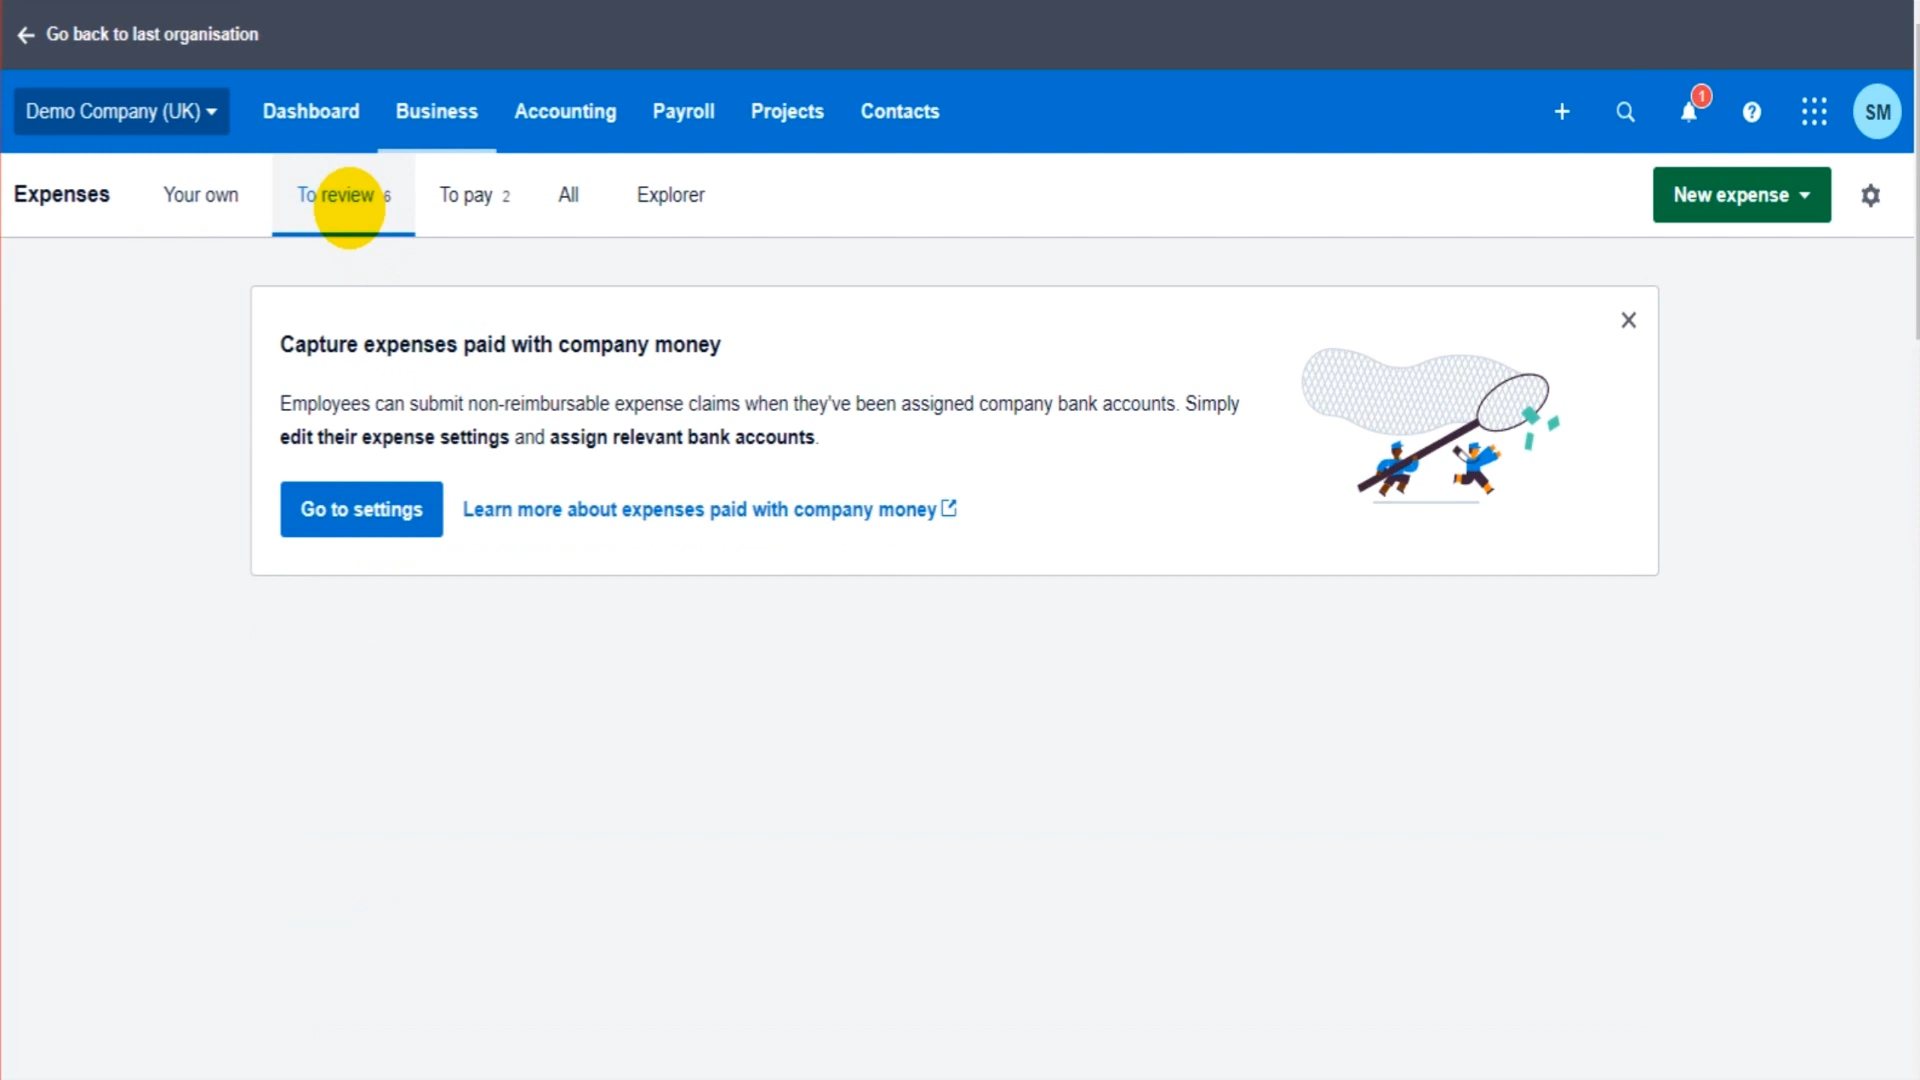 Go back to last organisation
Demo Company (UK) Dashboard Business Accounting Payroll Projects Contacts 1 SM
Expenses Your own To review 6 To pay 2 All Explorer New expense
Capture expenses paid with company money
Employees can submit non-reimbursable expense claims when they've been assigned company bank accounts. Simply
edit their expense settings and assign relevant bank accounts.
Go to settings Learn more about expenses paid with company money